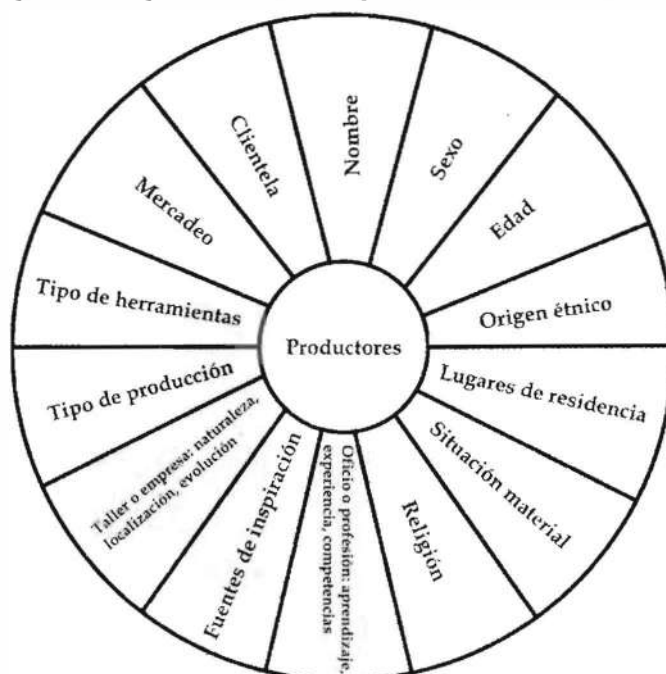 Productores
Nombre
Sexo
Edad
Origen étnico
Lugares de residencia
Situación material
Religión
Oficio o profesión: aprendizaje,
experiencia, competencias
Fuentes de inspiración
Taller o empresa: naturaleza,
localización, evolución
Tipo de producción
Tipo de herramientas
Mercadeo
Clientela